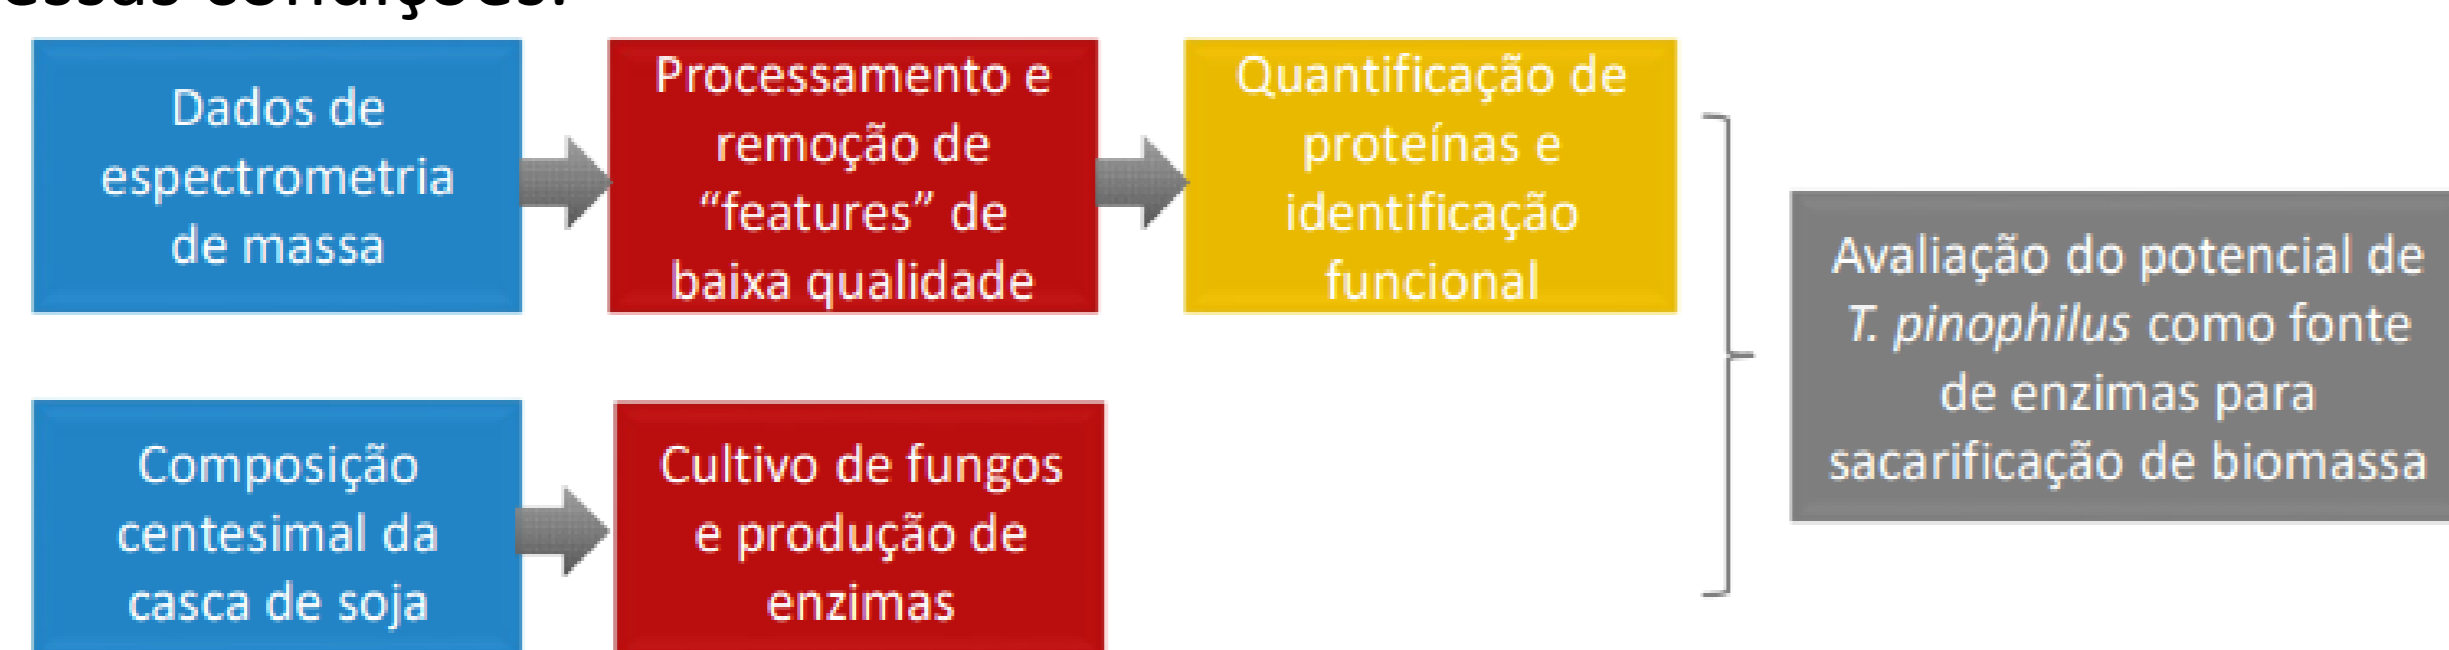 essas condições.
Dados de
espectrometria
de massa
Processamento e
remoção de
“features” de
baixa qualidade
Quantificação de
proteínas e
identificação
funcional
Avaliação do potencial de
T. pinophilus como fonte
de enzimas para
sacarificação de biomassa
Composição
centesimal da
casca de soja
Cultivo de fungos
e produção de
enzimas